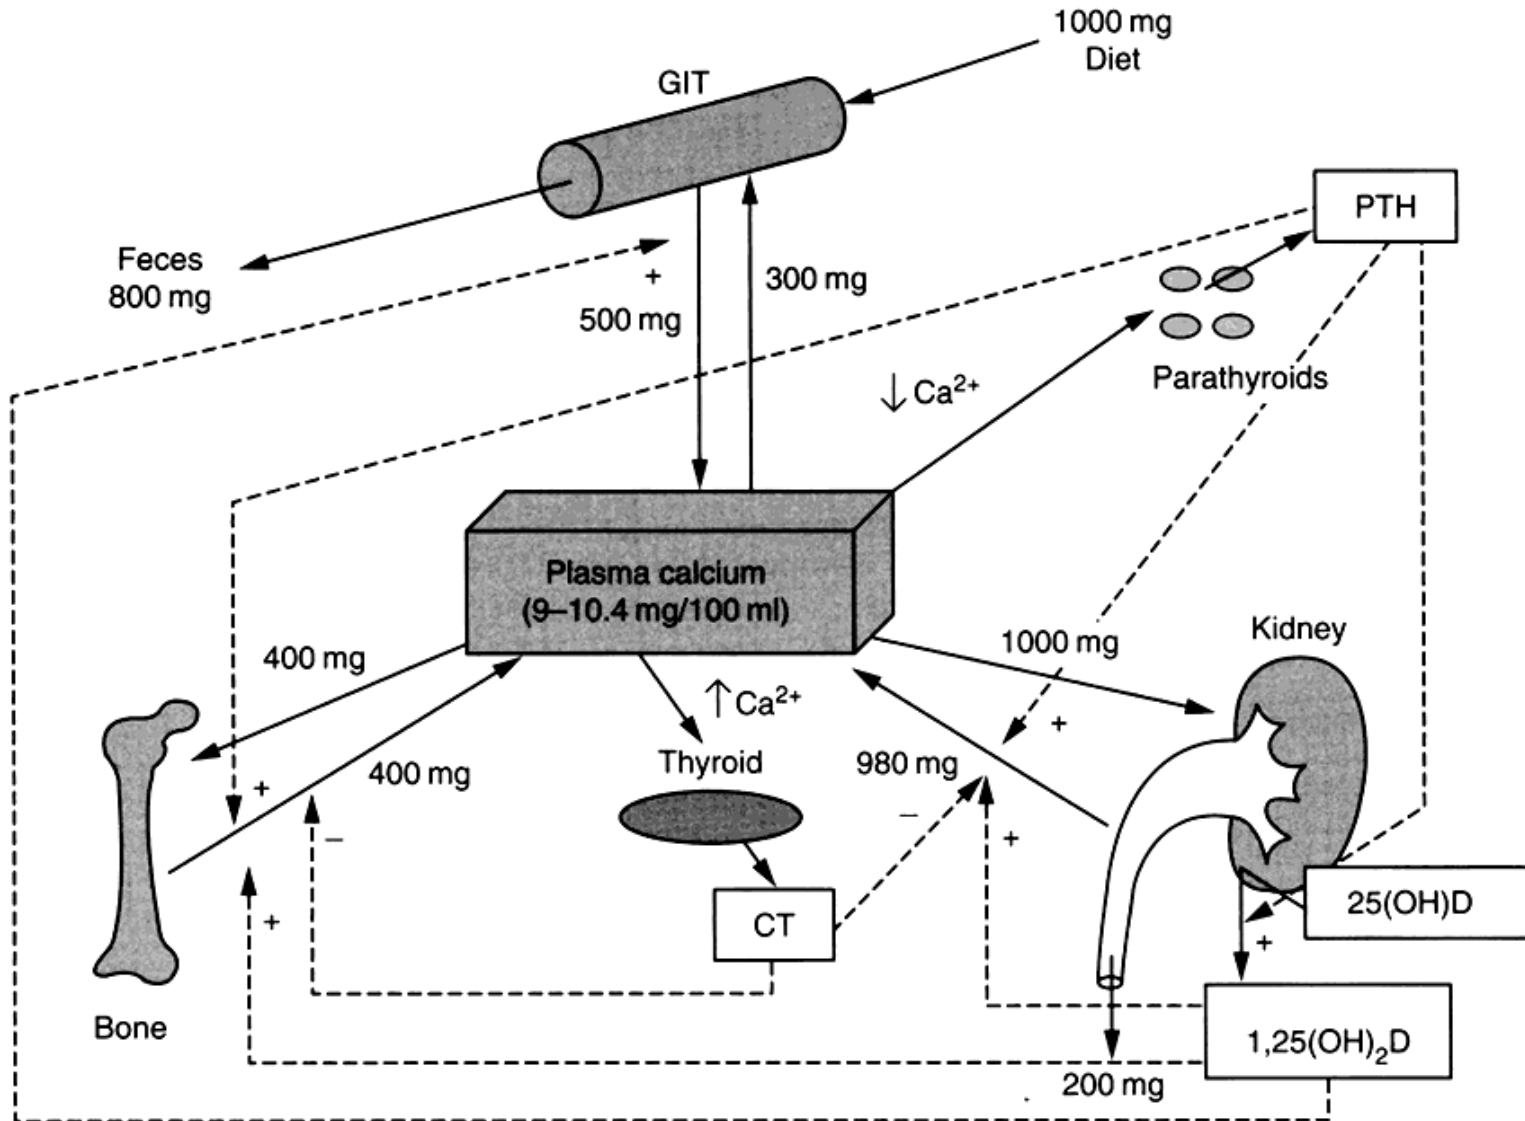 1000 mg
Diet
GIT
PTH
Feces
800 mg
+
300 mg
500 mg
↓ Ca²⁺
Parathyroids
Plasma calcium
(9–10.4 mg/100 ml)
1000 mg
Kidney
400 mg
↑ Ca²⁺
+
Thyroid
980 mg
400 mg
+
–
–
+
25(OH)D
CT
+
+
Bone
1,25(OH)₂D
200 mg